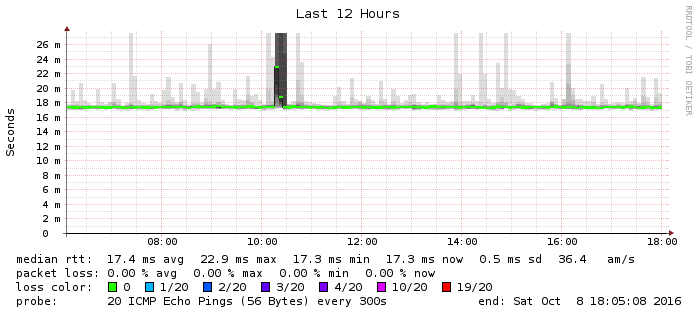 Last 12 Hours
RRDTOOL / TOBI OETIKER
Seconds
26 m
24 m
22 m
20 m
18 m
16 m
14 m
12 m
10 m
8 m
6 m
4 m
2 m
0
08:00 10:00 12:00 14:00 16:00 18:00
median rtt: 17.4 ms avg 22.9 ms max 17.3 ms min 17.3 ms now 0.5 ms sd 36.4 am/s
packet loss: 0.00 % avg 0.00 % max 0.00 % min 0.00 % now
loss color: 0 1/20 2/20 3/20 4/20 10/20 19/20
probe: 20 ICMP Echo Pings (56 Bytes) every 300s end: Sat Oct 8 18:05:08 2016